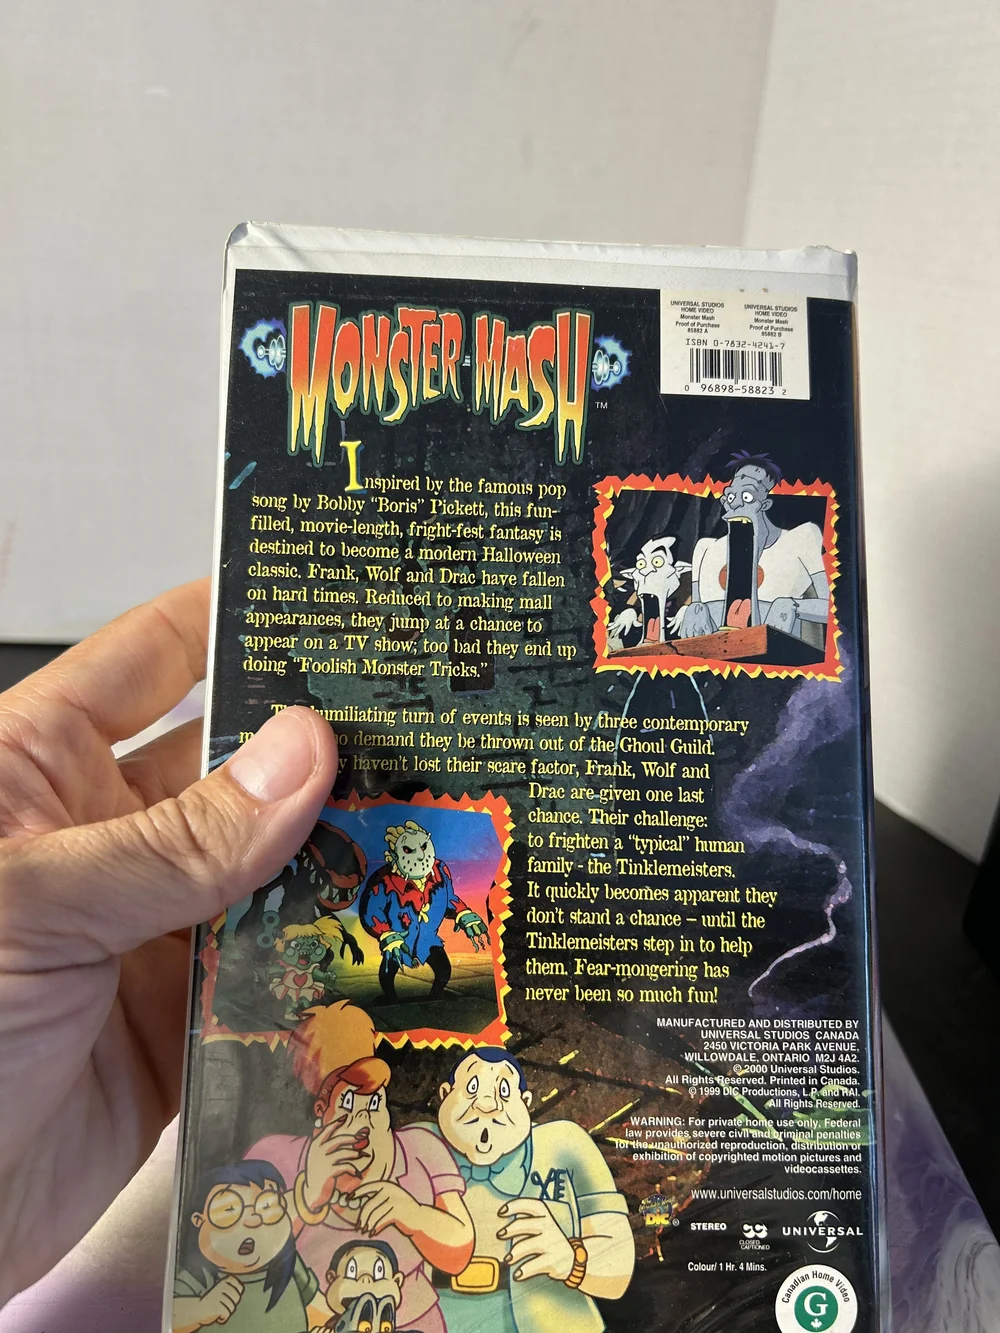 MONSTER MASH
TM
UNIVERSAL STUDIOS
HOME VIDEO
Monster Mash
Proof of Purchase
85882 A
UNIVERSAL STUDIOS
HOME VIDEO
Monster Mash
Proof of Purchase
85882 B
ISBN 0-7832-4241-7
0 96898-58823 2
Inspired by the famous pop
song by Bobby "Boris" Pickett, this fun-
filled, movie-length, fright-fest fantasy is
destined to become a modern Halloween
classic. Frank, Wolf and Drac have fallen
on hard times. Reduced to making mall
appearances, they jump at a chance to
appear on a TV show; too bad they end up
doing "Foolish Monster Tricks."
humiliating turn of events is seen by three contemporary
demand they be thrown out of the Ghoul Guild.
haven't lost their scare factor, Frank, Wolf and
Drac are given one last
chance. Their challenge:
to frighten a "typical" human
family - the Tinklemeisters.
It quickly becomes apparent they
don't stand a chance – until the
Tinklemeisters step in to help
them. Fear-mongering has
never been so much fun!
MANUFACTURED AND DISTRIBUTED BY
UNIVERSAL STUDIOS CANADA
2450 VICTORIA PARK AVENUE,
WILLOWDALE, ONTARIO M2J 4A2.
© 2000 Universal Studios.
All Rights Reserved. Printed in Canada.
© 1999 DIC Productions, L.P. and RAI.
All Rights Reserved.
WARNING: For private home use only. Federal
law provides severe civil and criminal penalties
for the unauthorized reproduction, distribution or
exhibition of copyrighted motion pictures and
videocassettes.
www.universalstudios.com/home
DIC ®
STEREO
CLOSED
CAPTIONED
UNIVERSAL
Colour/ 1 Hr. 4 Mins.
Canadian Home Video
G